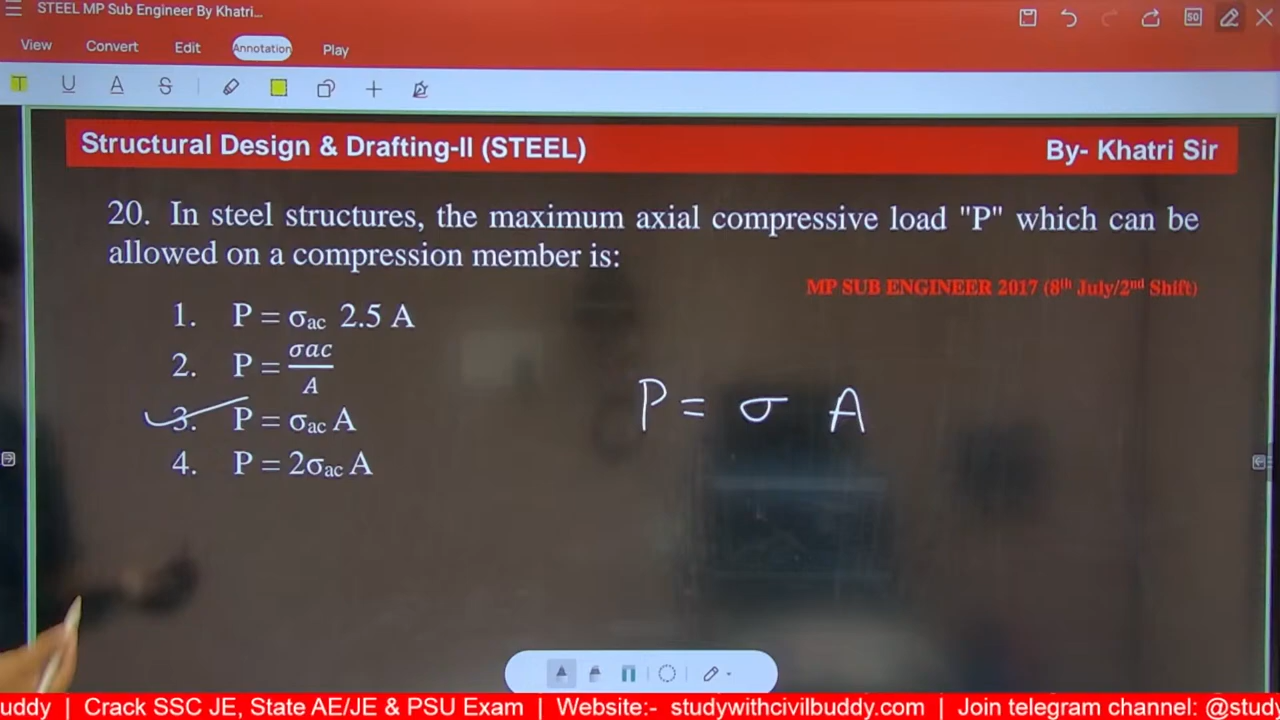 STEEL MP Sub Engineer By Khatri...
50
View Convert Edit Annotation Play
T U A S
Structural Design & Drafting-II (STEEL) By- Khatri Sir
20. In steel structures, the maximum axial compressive load "P" which can be
allowed on a compression member is:
MP SUB ENGINEER 2017 (8th July/2nd Shift)
1. P = σac 2.5 A
2. P = σac/A
3. P = σac A
4. P = 2σac A
P = σ A
uddy | Crack SSC JE, State AE/JE & PSU Exam | Website:- studywithcivilbuddy.com | Join telegram channel: @study